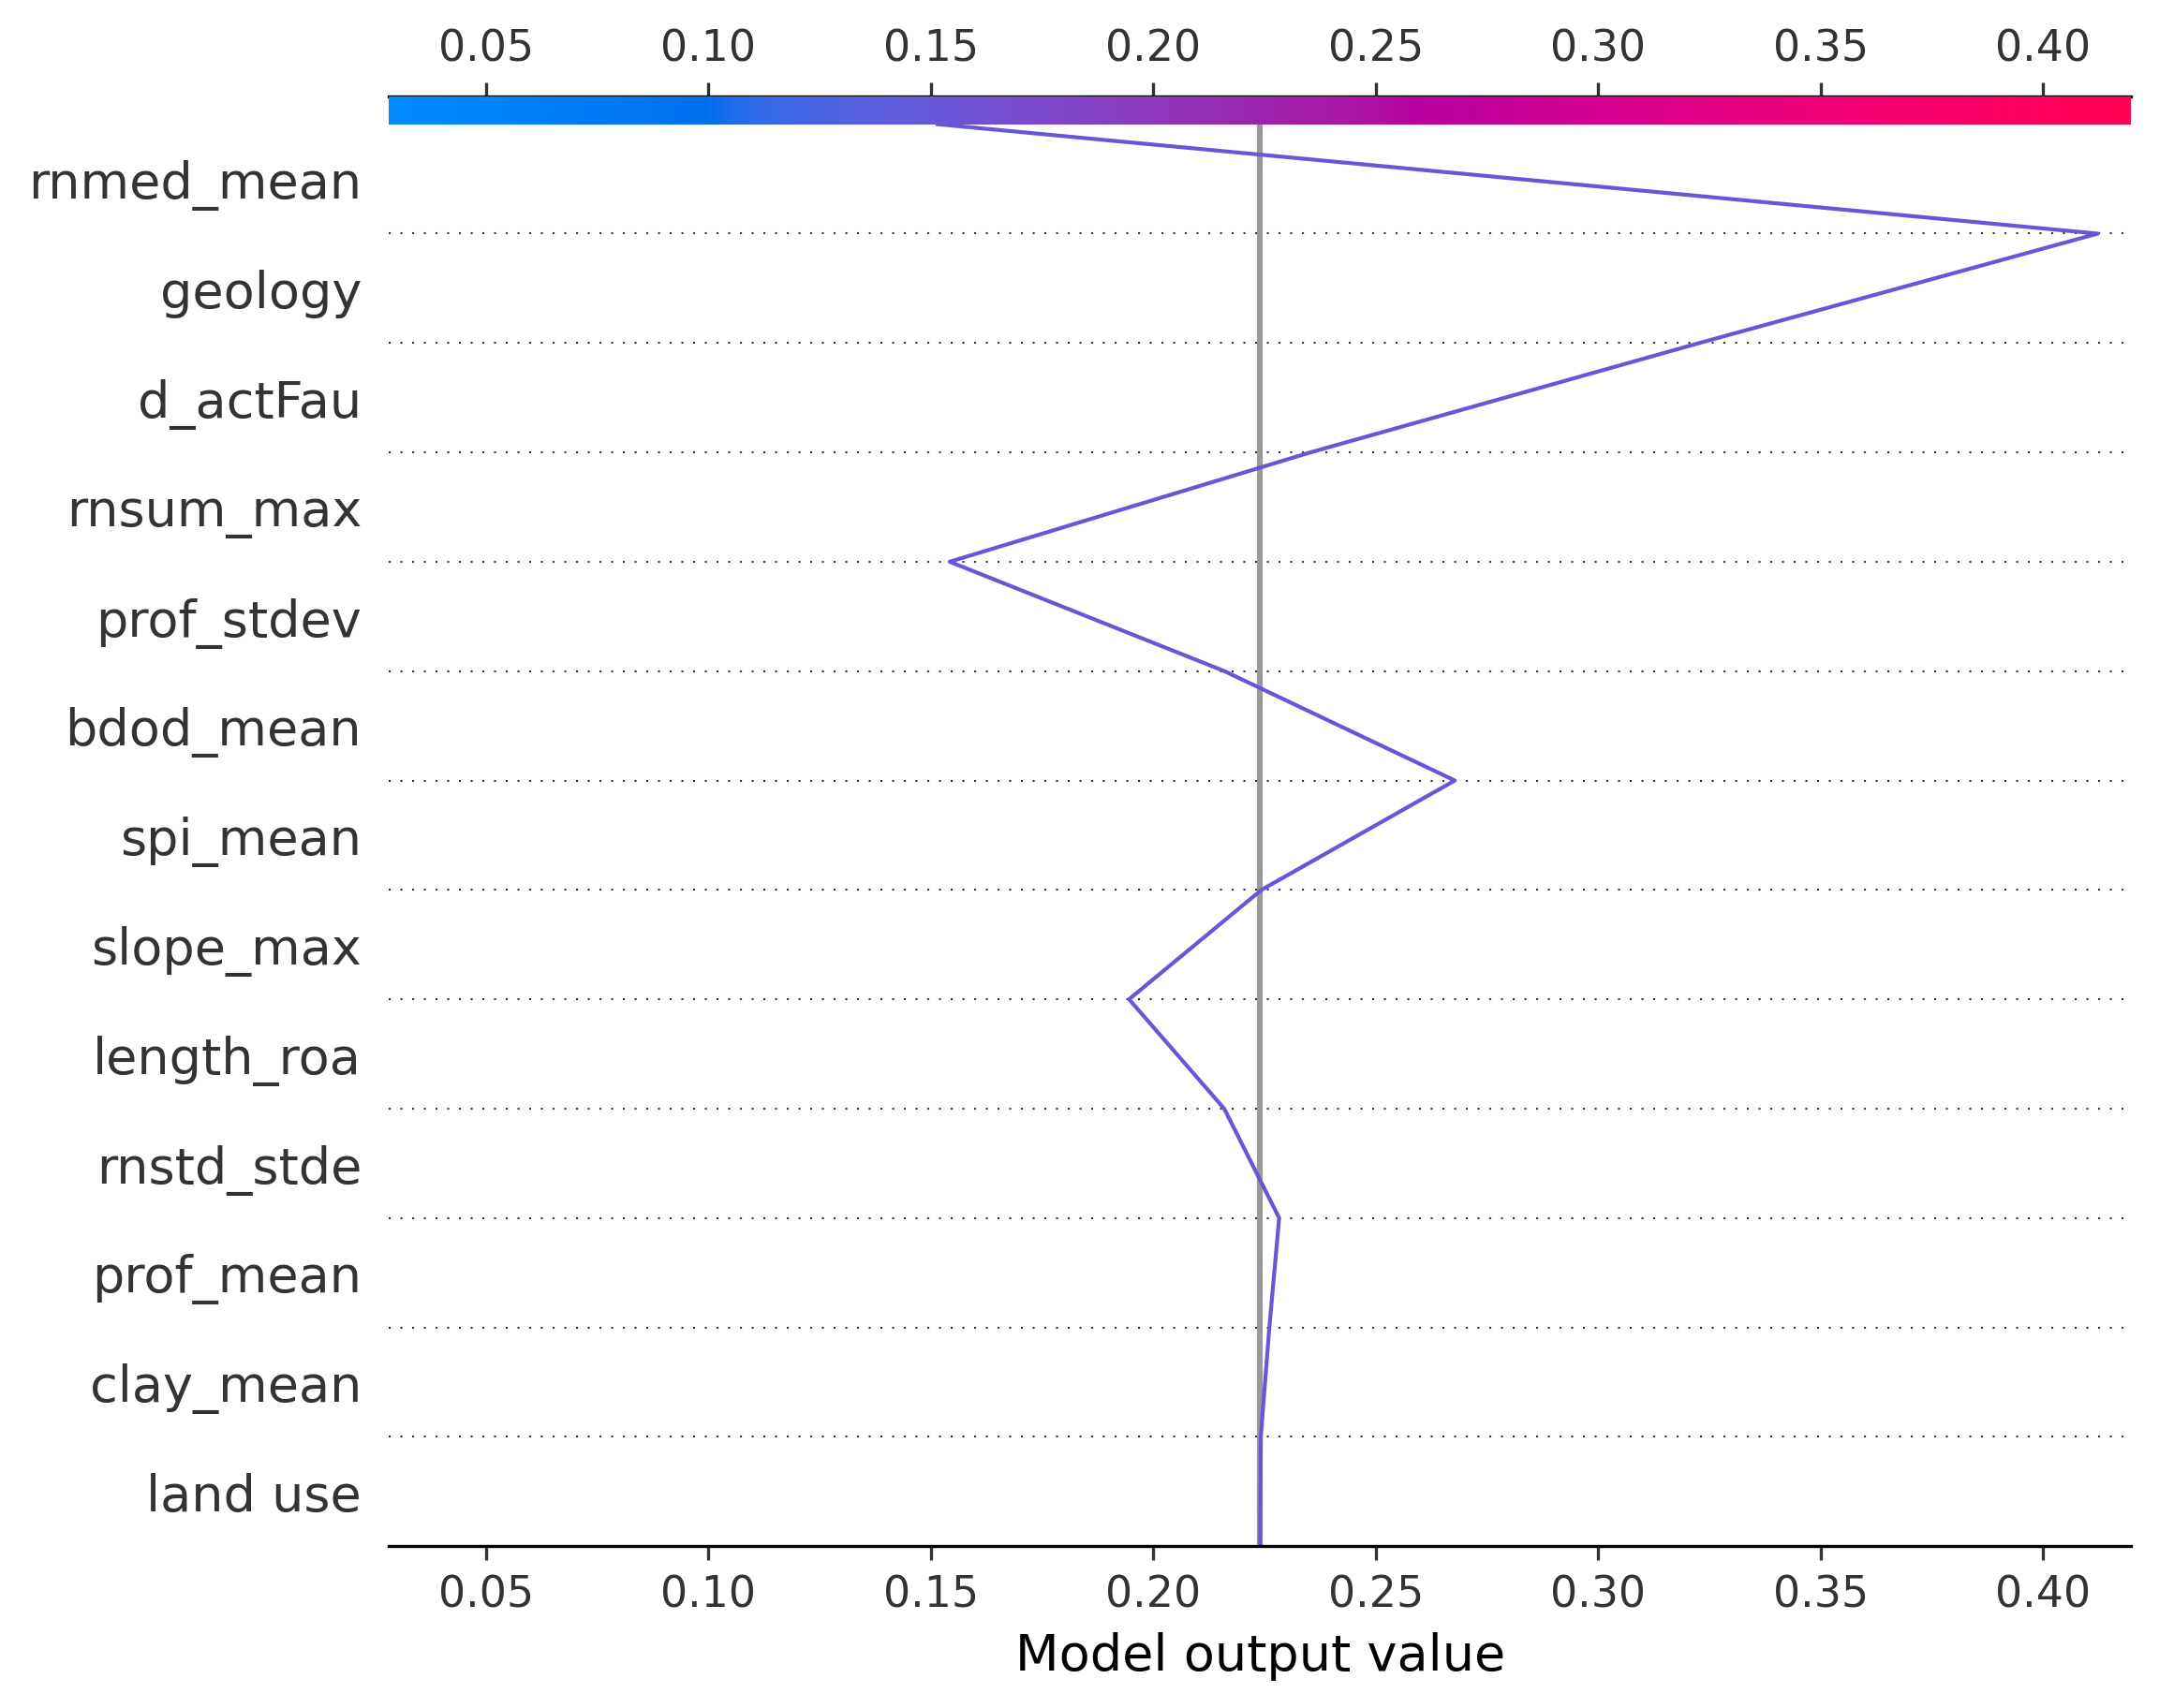 0.05 0.10 0.15 0.20 0.25 0.30 0.35 0.40
rnmed_mean
geology
d_actFau
rnsum_max
prof_stdev
bdod_mean
spi_mean
slope_max
length_roa
rnstd_stde
prof_mean
clay_mean
land use
0.05 0.10 0.15 0.20 0.25 0.30 0.35 0.40
Model output value